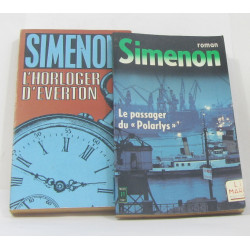 SIMENON
L'HORLOGER
D'EVERTON
roman
Simenon
Le passager
du « Polarlys »